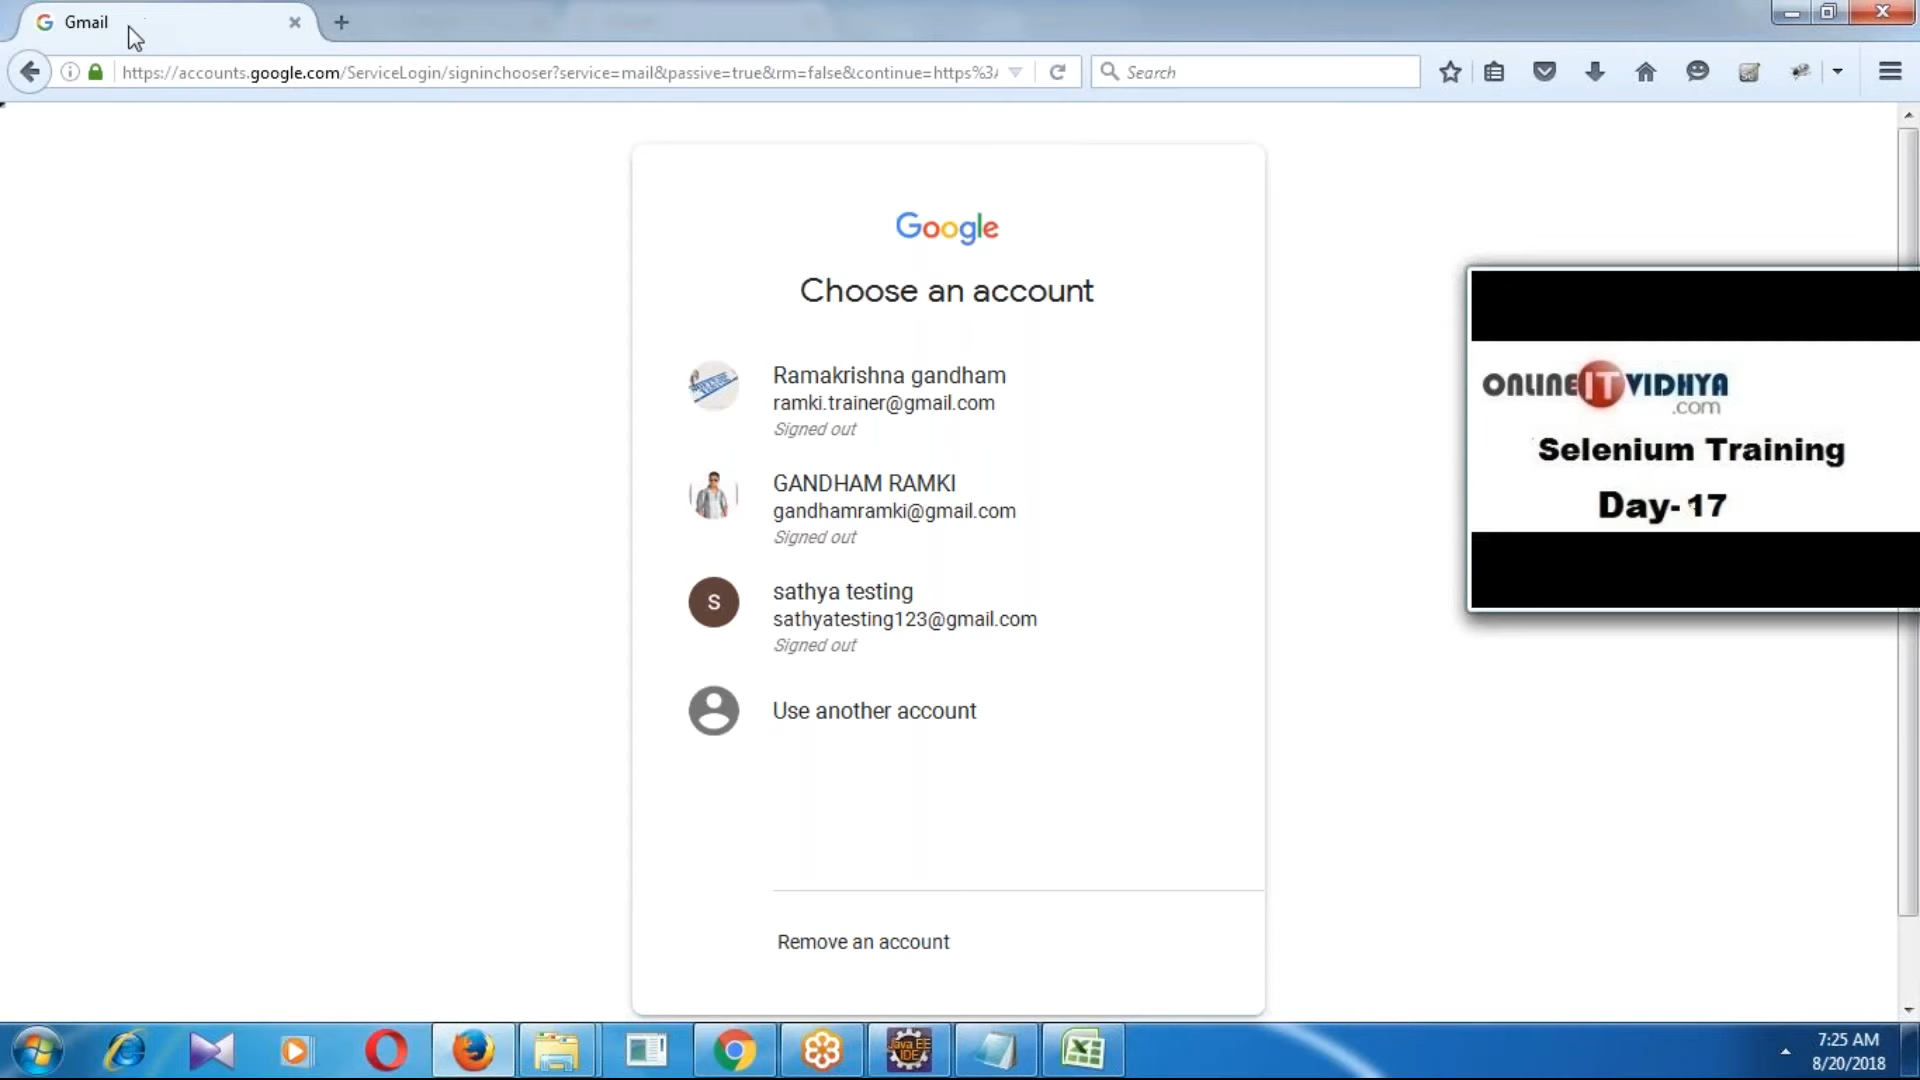 Gmail
https://accounts.google.com/ServiceLogin/signinchooser?service=mail&passive=true&rm=false&continue=https%3/
Search
Google
Choose an account
Ramakrishna gandham
ramki.trainer@gmail.com
Signed out
GANDHAM RAMKI
gandhamramki@gmail.com
Signed out
S
sathya testing
sathyatesting123@gmail.com
Signed out
Use another account
Remove an account
ONLINE IT VIDHYA
.com
Selenium Training
Day- 17
Java EE
IDE
7:25 AM
8/20/2018